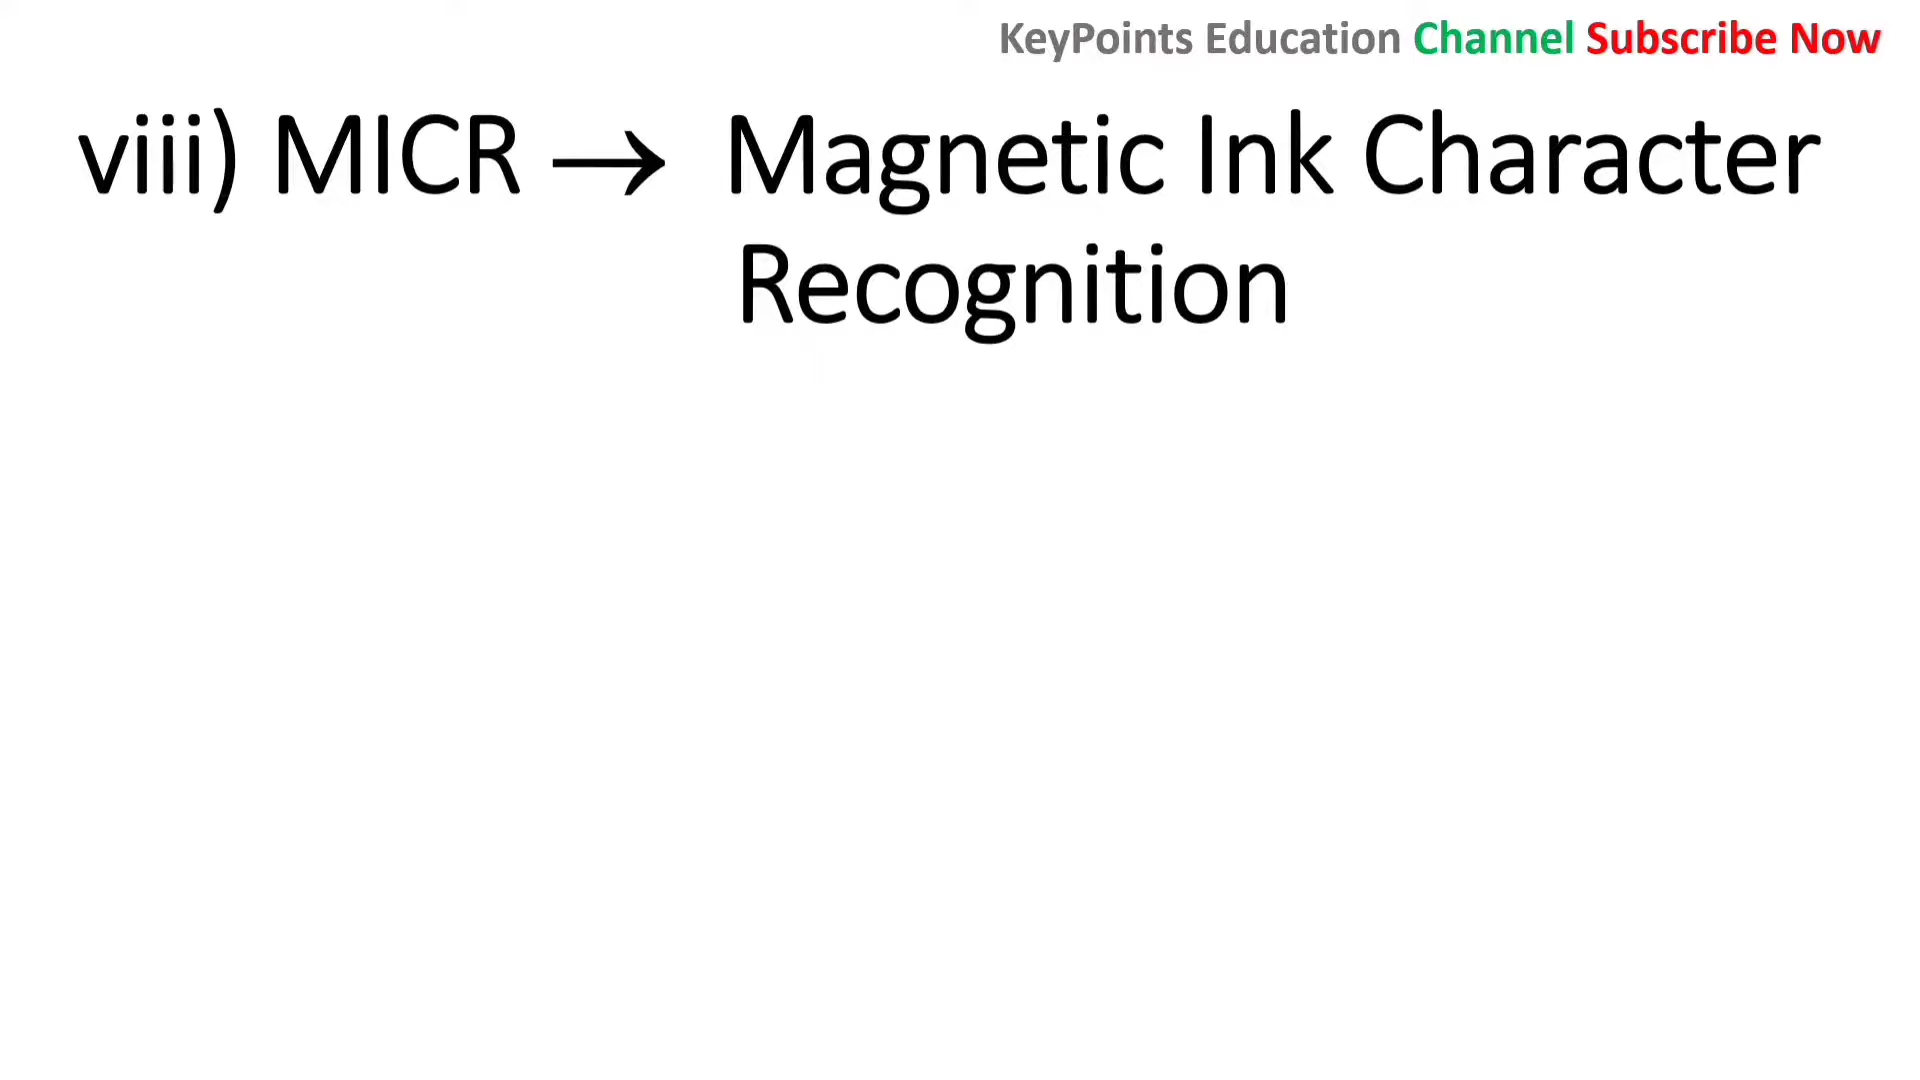 KeyPoints Education Channel Subscribe Now
viii) MICR → Magnetic Ink Character
Recognition